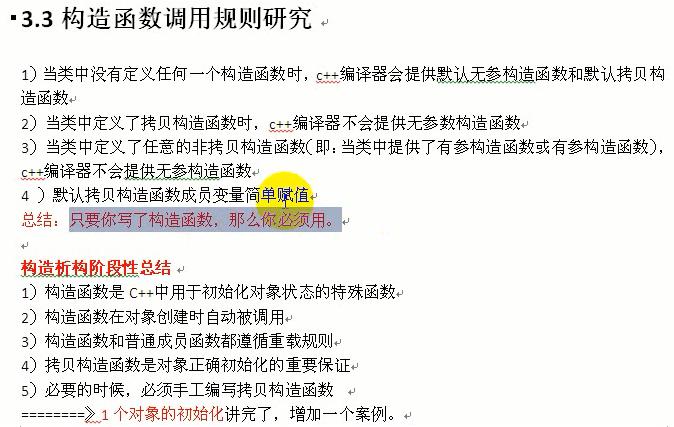 ▪3.3 构造函数调用规则研究
1）当类中没有定义任何一个构造函数时，c++编译器会提供默认无参构造函数和默认拷贝构
造函数
2）当类中定义了拷贝构造函数时，c++编译器不会提供无参数构造函数
3）当类中定义了任意的非拷贝构造函数(即：当类中提供了有参构造函数或有参构造函数)，
c++编译器不会提供无参构造函数
4 ）默认拷贝构造函数成员变量简单赋值
总结：只要你写了构造函数，那么你必须用。
构造析构阶段性总结
1）构造函数是 C++中用于初始化对象状态的特殊函数
2）构造函数在对象创建时自动被调用
3）构造函数和普通成员函数都遵循重载规则
4）拷贝构造函数是对象正确初始化的重要保证
5）必要的时候，必须手工编写拷贝构造函数
========》1 个对象的初始化讲完了，增加一个案例。